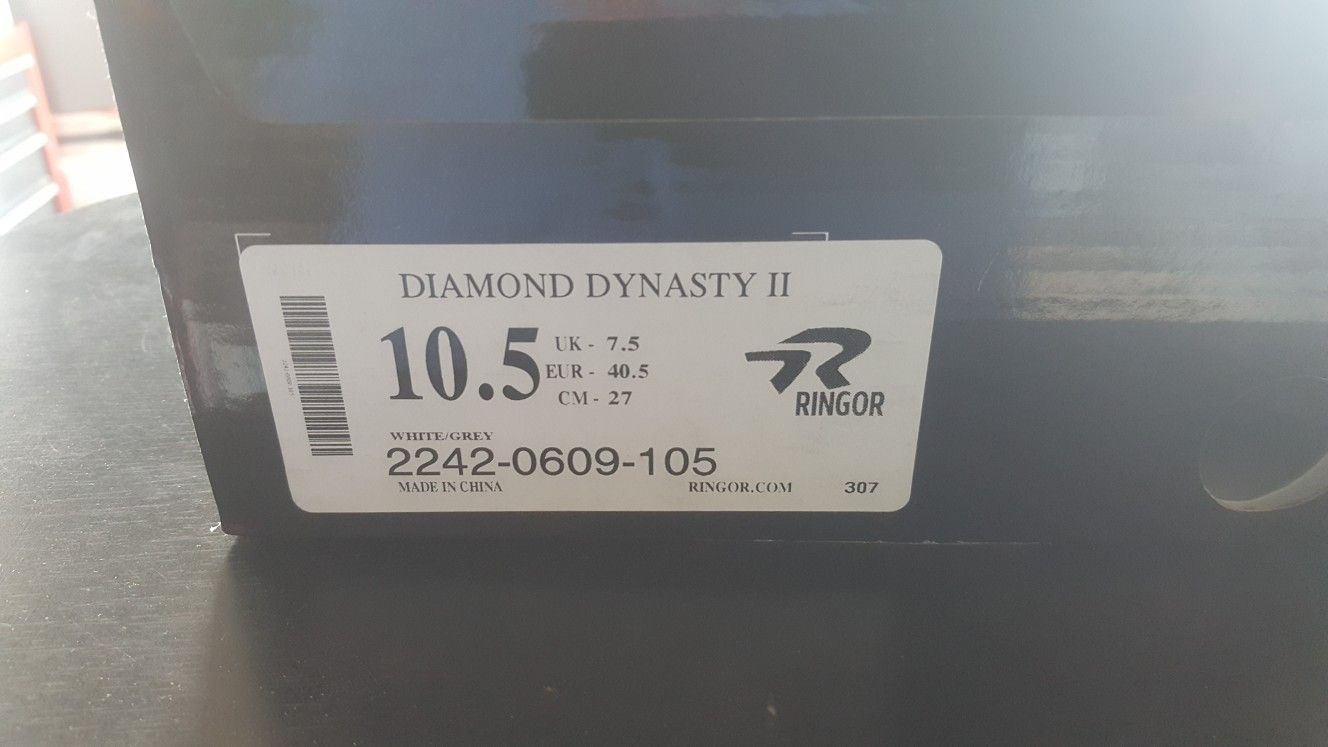 DIAMOND DYNASTY II
10.5
UK - 7.5
EUR - 40.5
CM - 27
RINGOR
WHITE/GREY
2242-0609-105
MADE IN CHINA
RINGOR.COM
307